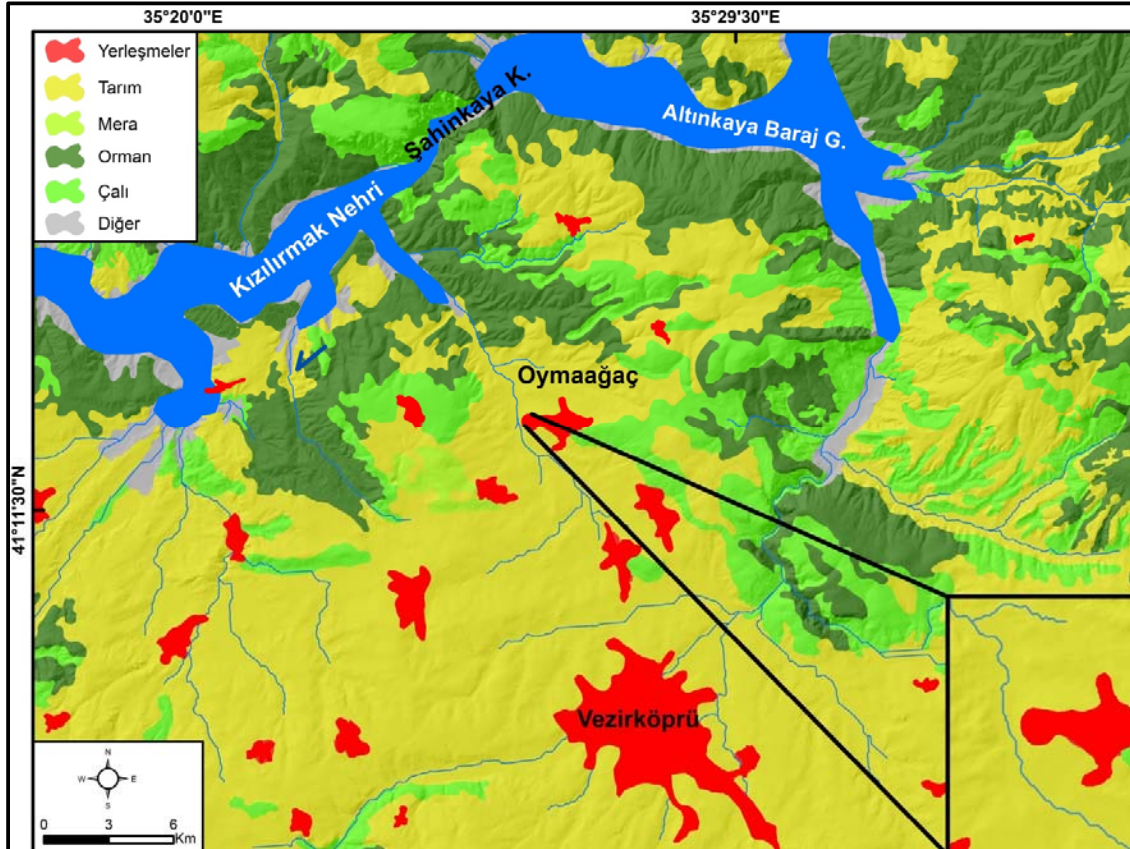 35°20'0"E
35°29'30"E
Yerleşmeler
Tarım
Mera
Orman
Çalı
Diğer
Şahinkaya K.
Altınkaya Baraj G.
Kızılırmak Nehri
Oymaağaç
41°11'30"N
Vezirköprü
N
W E
S
0 3 6
Km